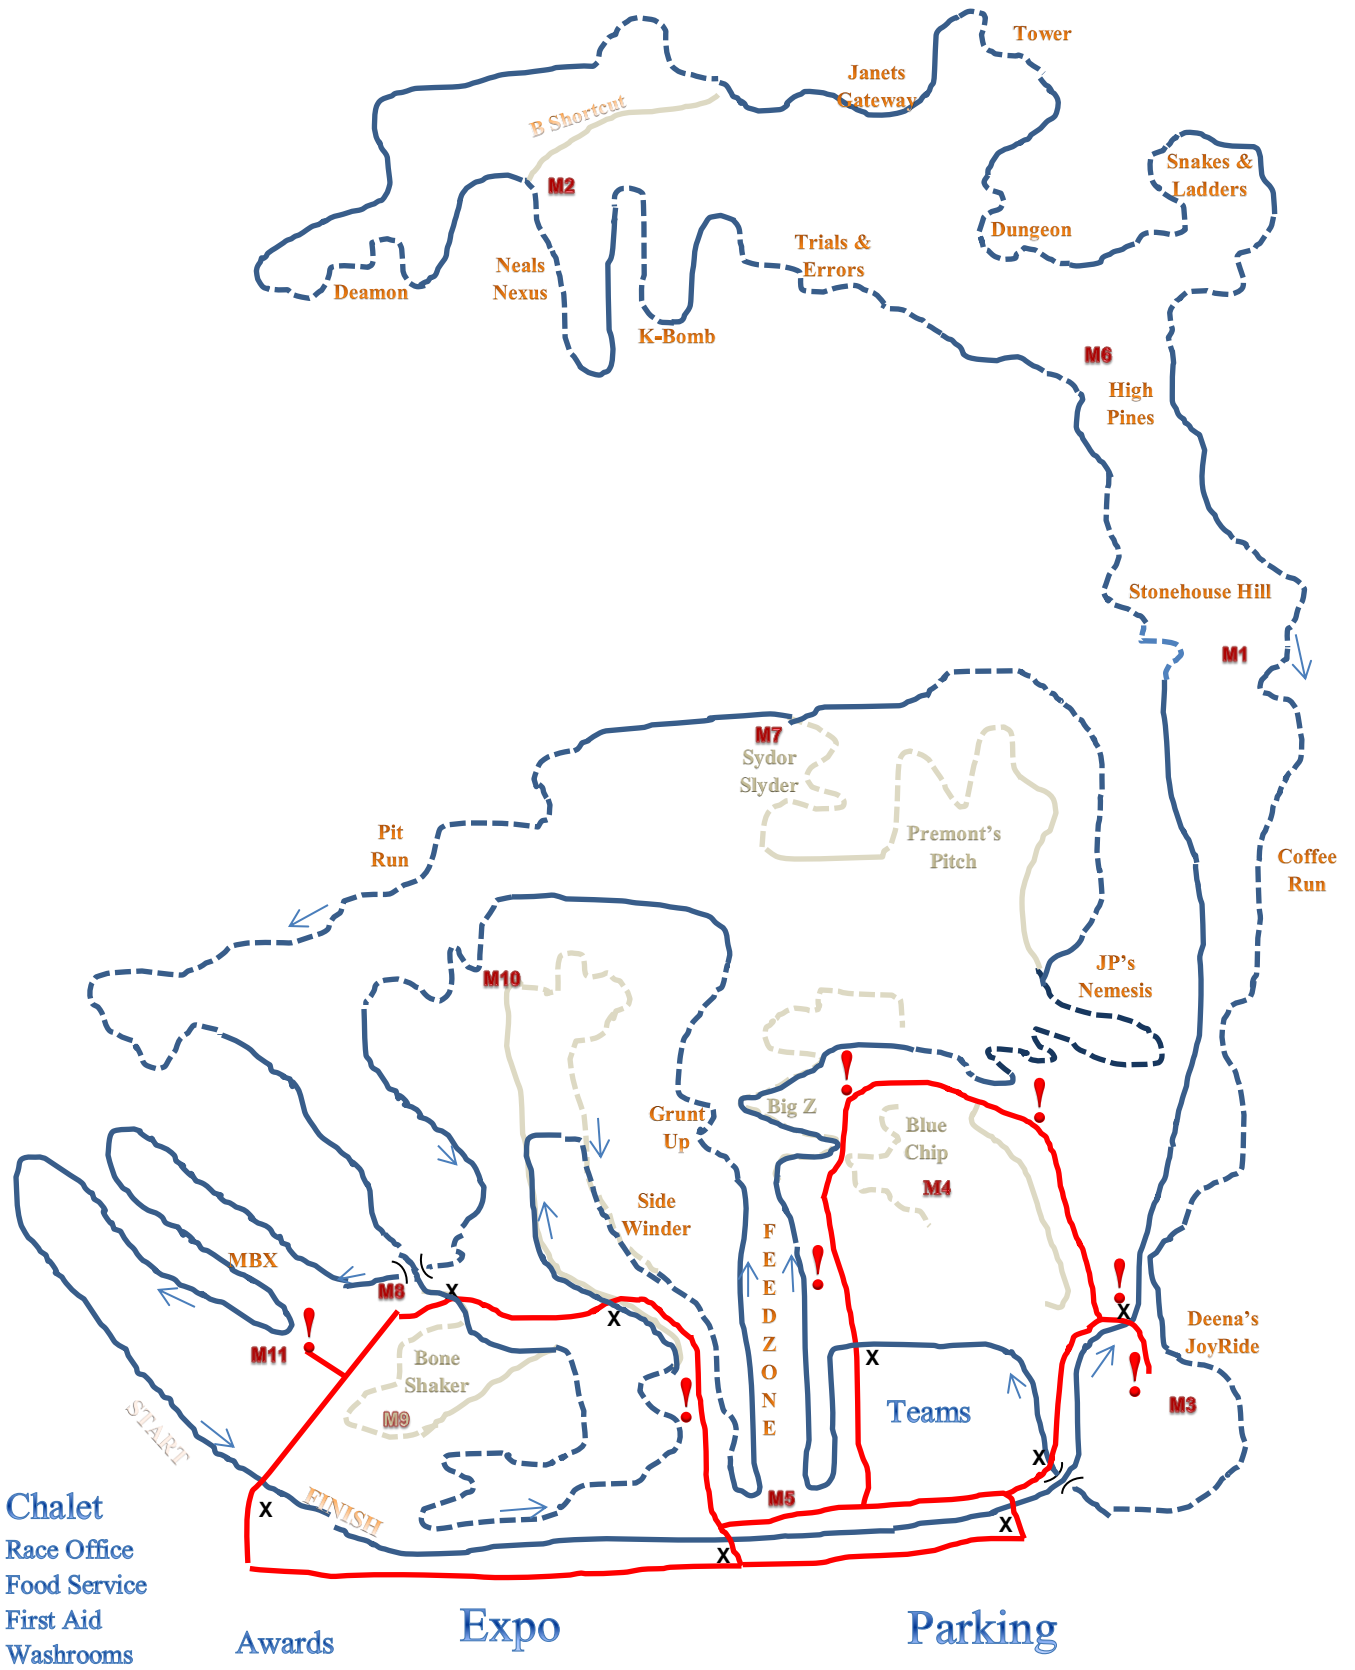 Tower
Janets
Gateway
B Shortcut
Snakes &
Ladders
M2
Dungeon
Trials &
Errors
Neals
Nexus
Deamon
K-Bomb
M6
High
Pines
Stonehouse Hill
M1
M7
Sydor
Slyder
Premont's
Pitch
Pit
Run
Coffee
Run
JP's
Nemesis
M10
Big Z
Grunt
Up
Blue
Chip
M4
Side
Winder
MBX
M8
X
X
X
!
!
!
!
!
!
!
FEEDZONE
Deena's
JoyRide
M11
Bone
Shaker
M9
X
Teams
M3
START
X
M5
FINISH
X
X
X
Chalet
Race Office
Food Service
First Aid
Washrooms
Awards
Expo
Parking